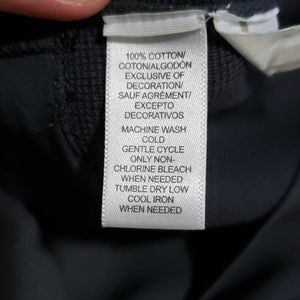 100% COTTON/
COTON/ALGODÓN
EXCLUSIVE OF
DECORATION/
SAUF AGRÉMENT/
EXCEPTO
DECORATIVOS
MACHINE WASH
COLD
GENTLE CYCLE
ONLY NON-
CHLORINE BLEACH
WHEN NEEDED
TUMBLE DRY LOW
COOL IRON
WHEN NEEDED